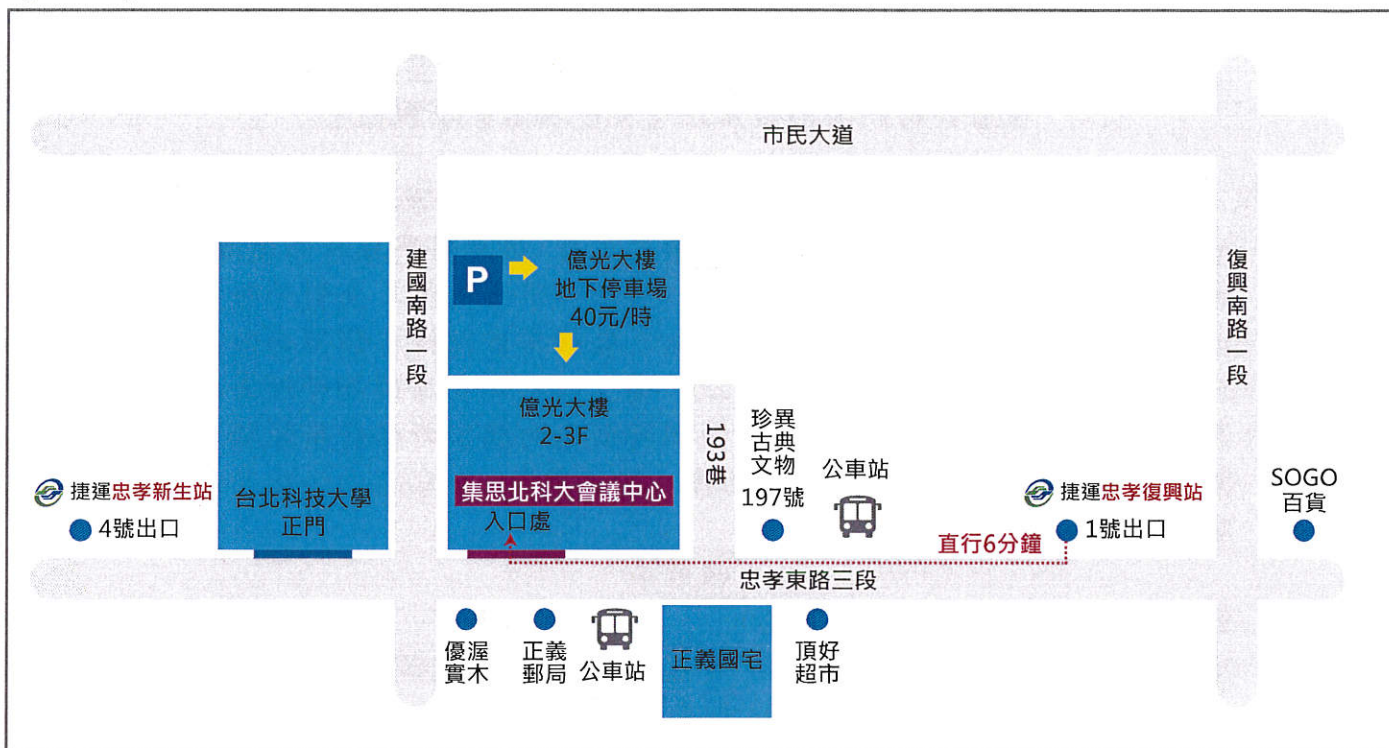 市民大道
建國南路一段
復興南路一段
P
億光大樓
地下停車場
40元/時
億光大樓
2-3F
集思北科大會議中心
入口處
台北科技大學
正門
捷運忠孝新生站
4號出口
193巷
珍異
古典
文物
197號
公車站
捷運忠孝復興站
1號出口
直行6分鐘
SOGO
百貨
忠孝東路三段
優渥
實木
正義
郵局
公車站
正義國宅
頂好
超市